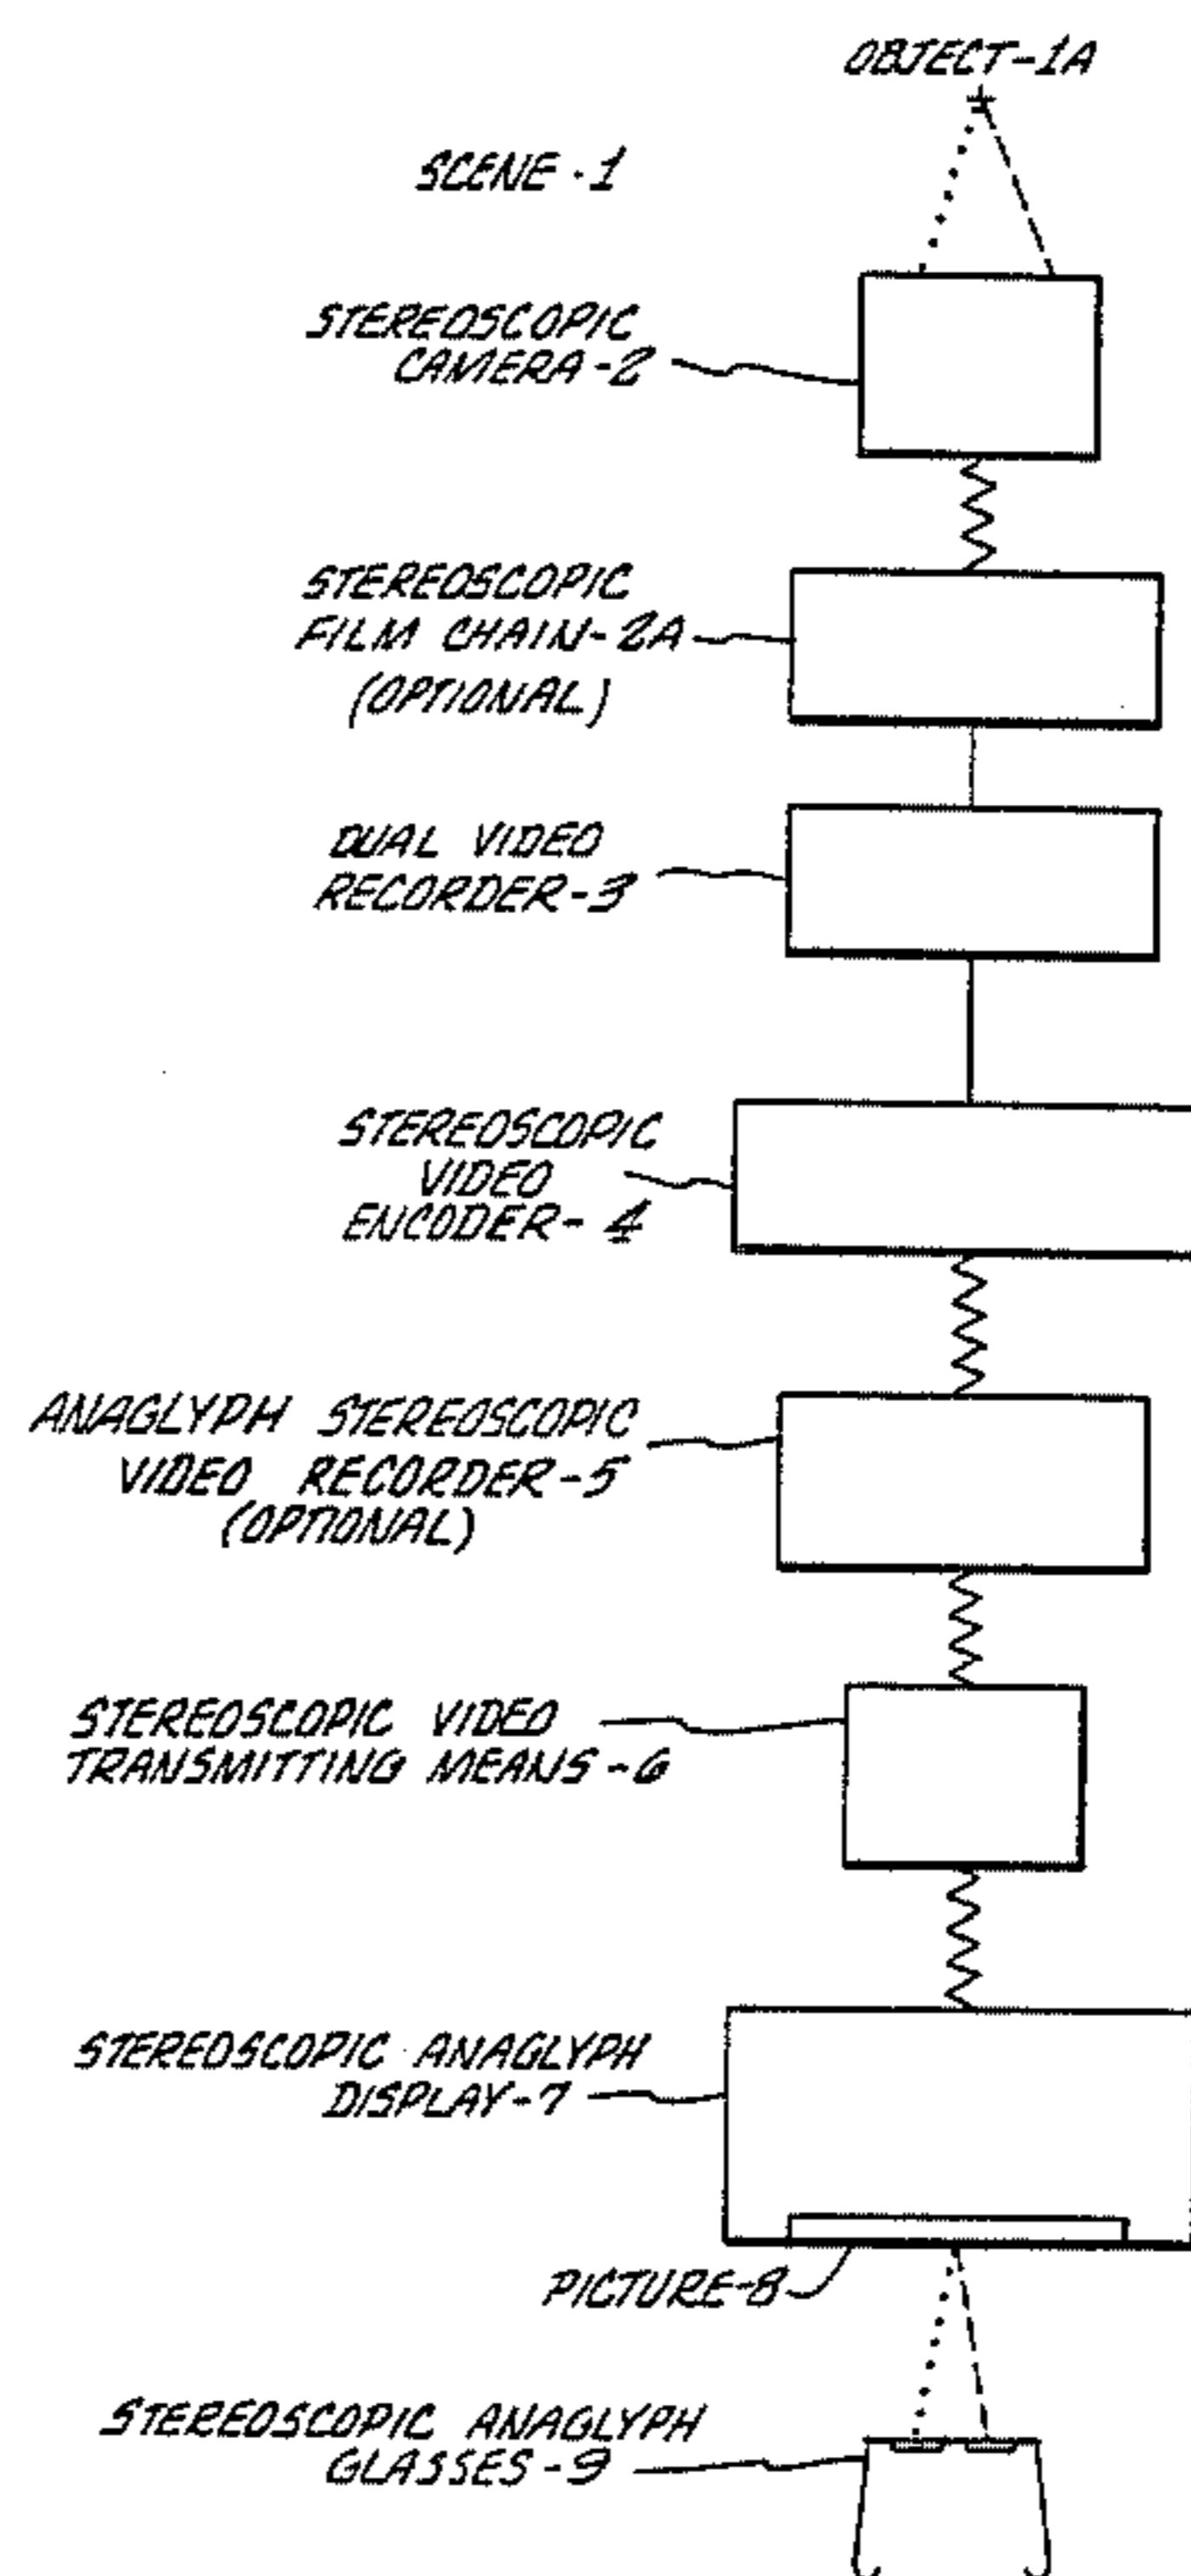 OBJECT-1A
SCENE-1
STEREOSCOPIC
CAMERA-2
STEREOSCOPIC
FILM CHAIN-2A
(OPTIONAL)
DUAL VIDEO
RECORDER-3
STEREOSCOPIC
VIDEO
ENCODER-4
ANAGLYPH STEREOSCOPIC
VIDEO RECORDER-5
(OPTIONAL)
STEREOSCOPIC VIDEO
TRANSMITTING MEANS-6
STEREOSCOPIC ANAGLYPH
DISPLAY-7
PICTURE-8
STEREOSCOPIC ANAGLYPH
GLASSES-9